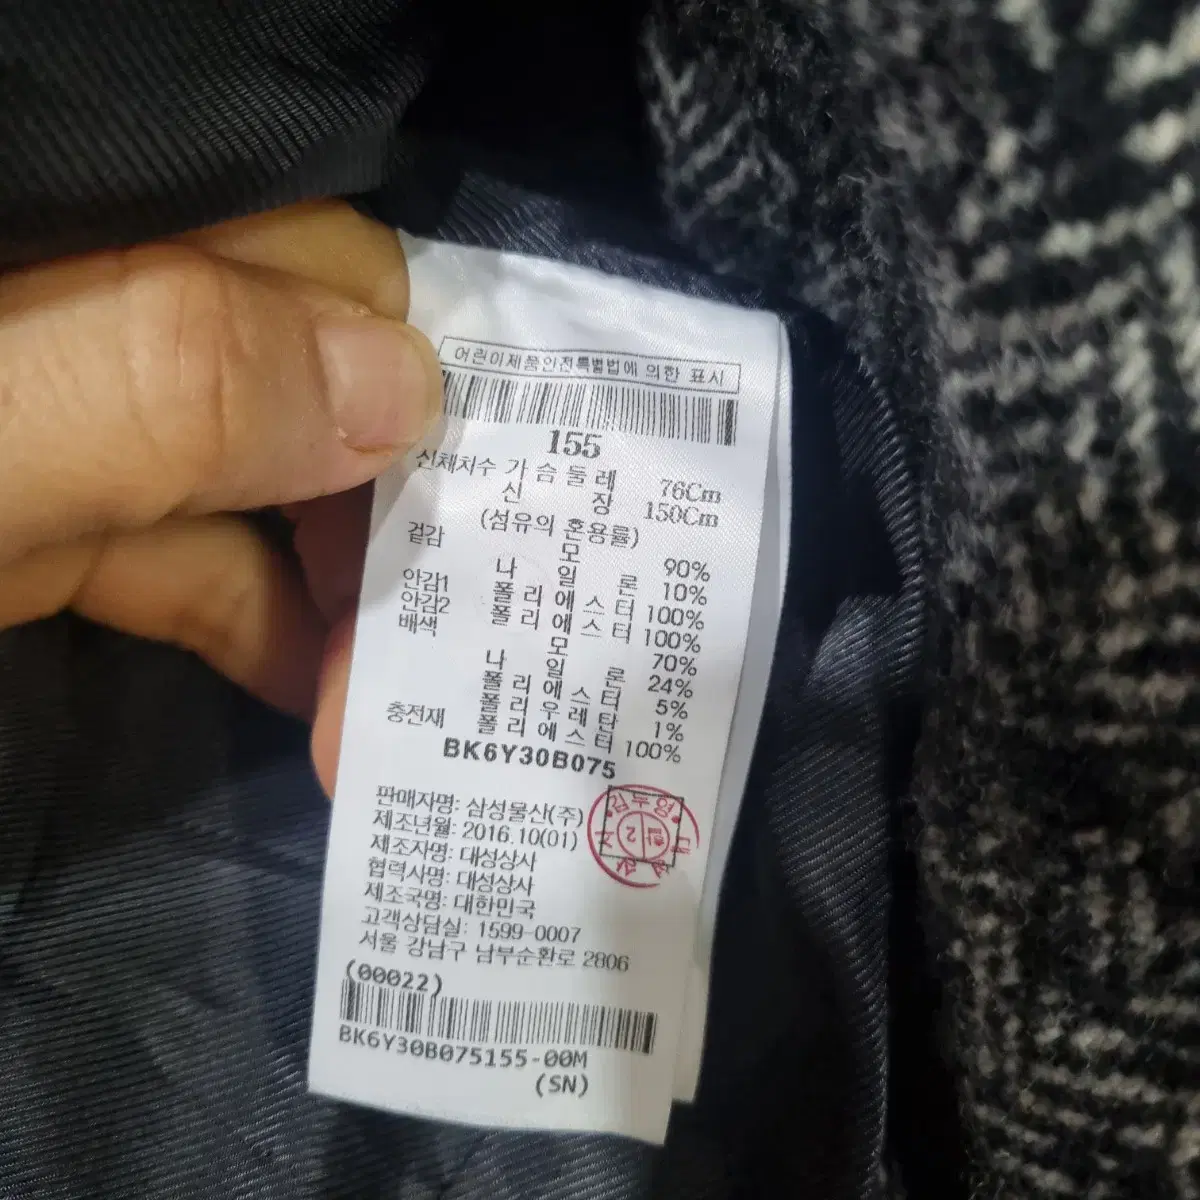 어린이제품안전특별법에 의한 표시
155
신체치수 가슴둘레 76Cm
신장 150Cm
(섬유의 혼용률)
겉감 모 90%
나일론 10%
안감1 폴리에스터 100%
안감2 폴리에스터 100%
배색 모 70%
나일론 24%
폴리에스터 5%
폴리우레탄 1%
충전재 폴리에스터 100%
BK6Y30B075
판매자명: 삼성물산(주)
제조년월: 2016.10(01)
제조자명: 대성상사
협력사명: 대성상사
제조국명: 대한민국
고객상담실: 1599-0007
서울 강남구 남부순환로 2806
(00022)
BK6Y30B075155-00M
(SN)